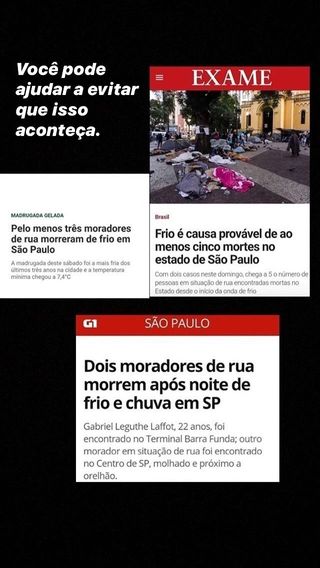 Você pode
ajudar a evitar
que isso
aconteça.
EXAME
MADRUGADA GELADA
Pelo menos três moradores
de rua morreram de frio em
São Paulo
A madrugada deste sábado foi a mais fria dos
últimos três anos na cidade e a temperatura
mínima chegou a 7,4°C
Brasil
Frio é causa provável de ao
menos cinco mortes no
estado de São Paulo
Com dois casos neste domingo, chega a 5 o número de
pessoas em situação de rua encontradas mortas no
Estado desde o início da onda de frio
G1
SÃO PAULO
Dois moradores de rua
morrem após noite de
frio e chuva em SP
Gabriel Leguthe Laffot, 22 anos, foi
encontrado no Terminal Barra Funda; outro
morador em situação de rua foi encontrado
no Centro de SP, molhado e próximo a
orelhão.